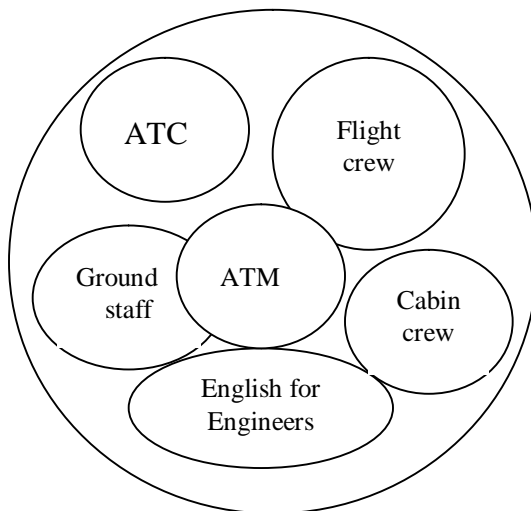 ATC
Flight
crew
Ground
staff
ATM
Cabin
crew
English for
Engineers